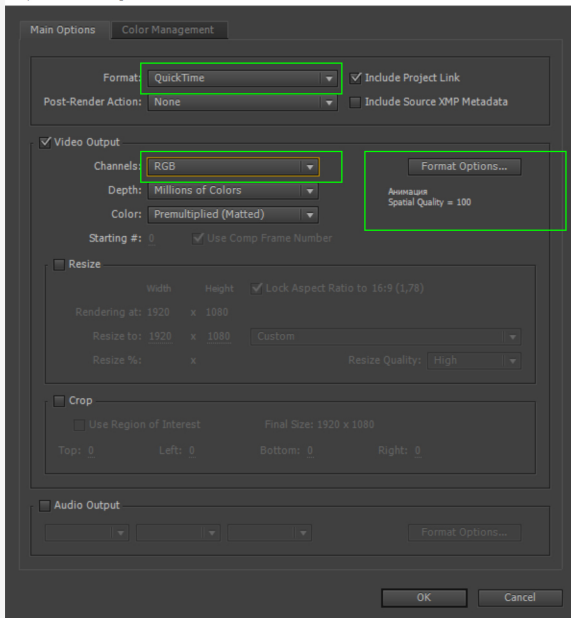 Main Options Color Management
Format: QuickTime Include Project Link
Post-Render Action: None Include Source XMP Metadata
Video Output
Channels: RGB Format Options...
Depth: Millions of Colors Анимация
Spatial Quality = 100
Color: Premultiplied (Matted)
Starting #: 0 Use Comp Frame Number
Resize
Width Height Lock Aspect Ratio to 16:9 (1,78)
Rendering at: 1920 x 1080
Resize to: 1920 x 1080 Custom
Resize %: x Resize Quality: High
Crop
Use Region of Interest Final Size: 1920 x 1080
Top: 0 Left: 0 Bottom: 0 Right: 0
Audio Output
Format Options...
OK Cancel